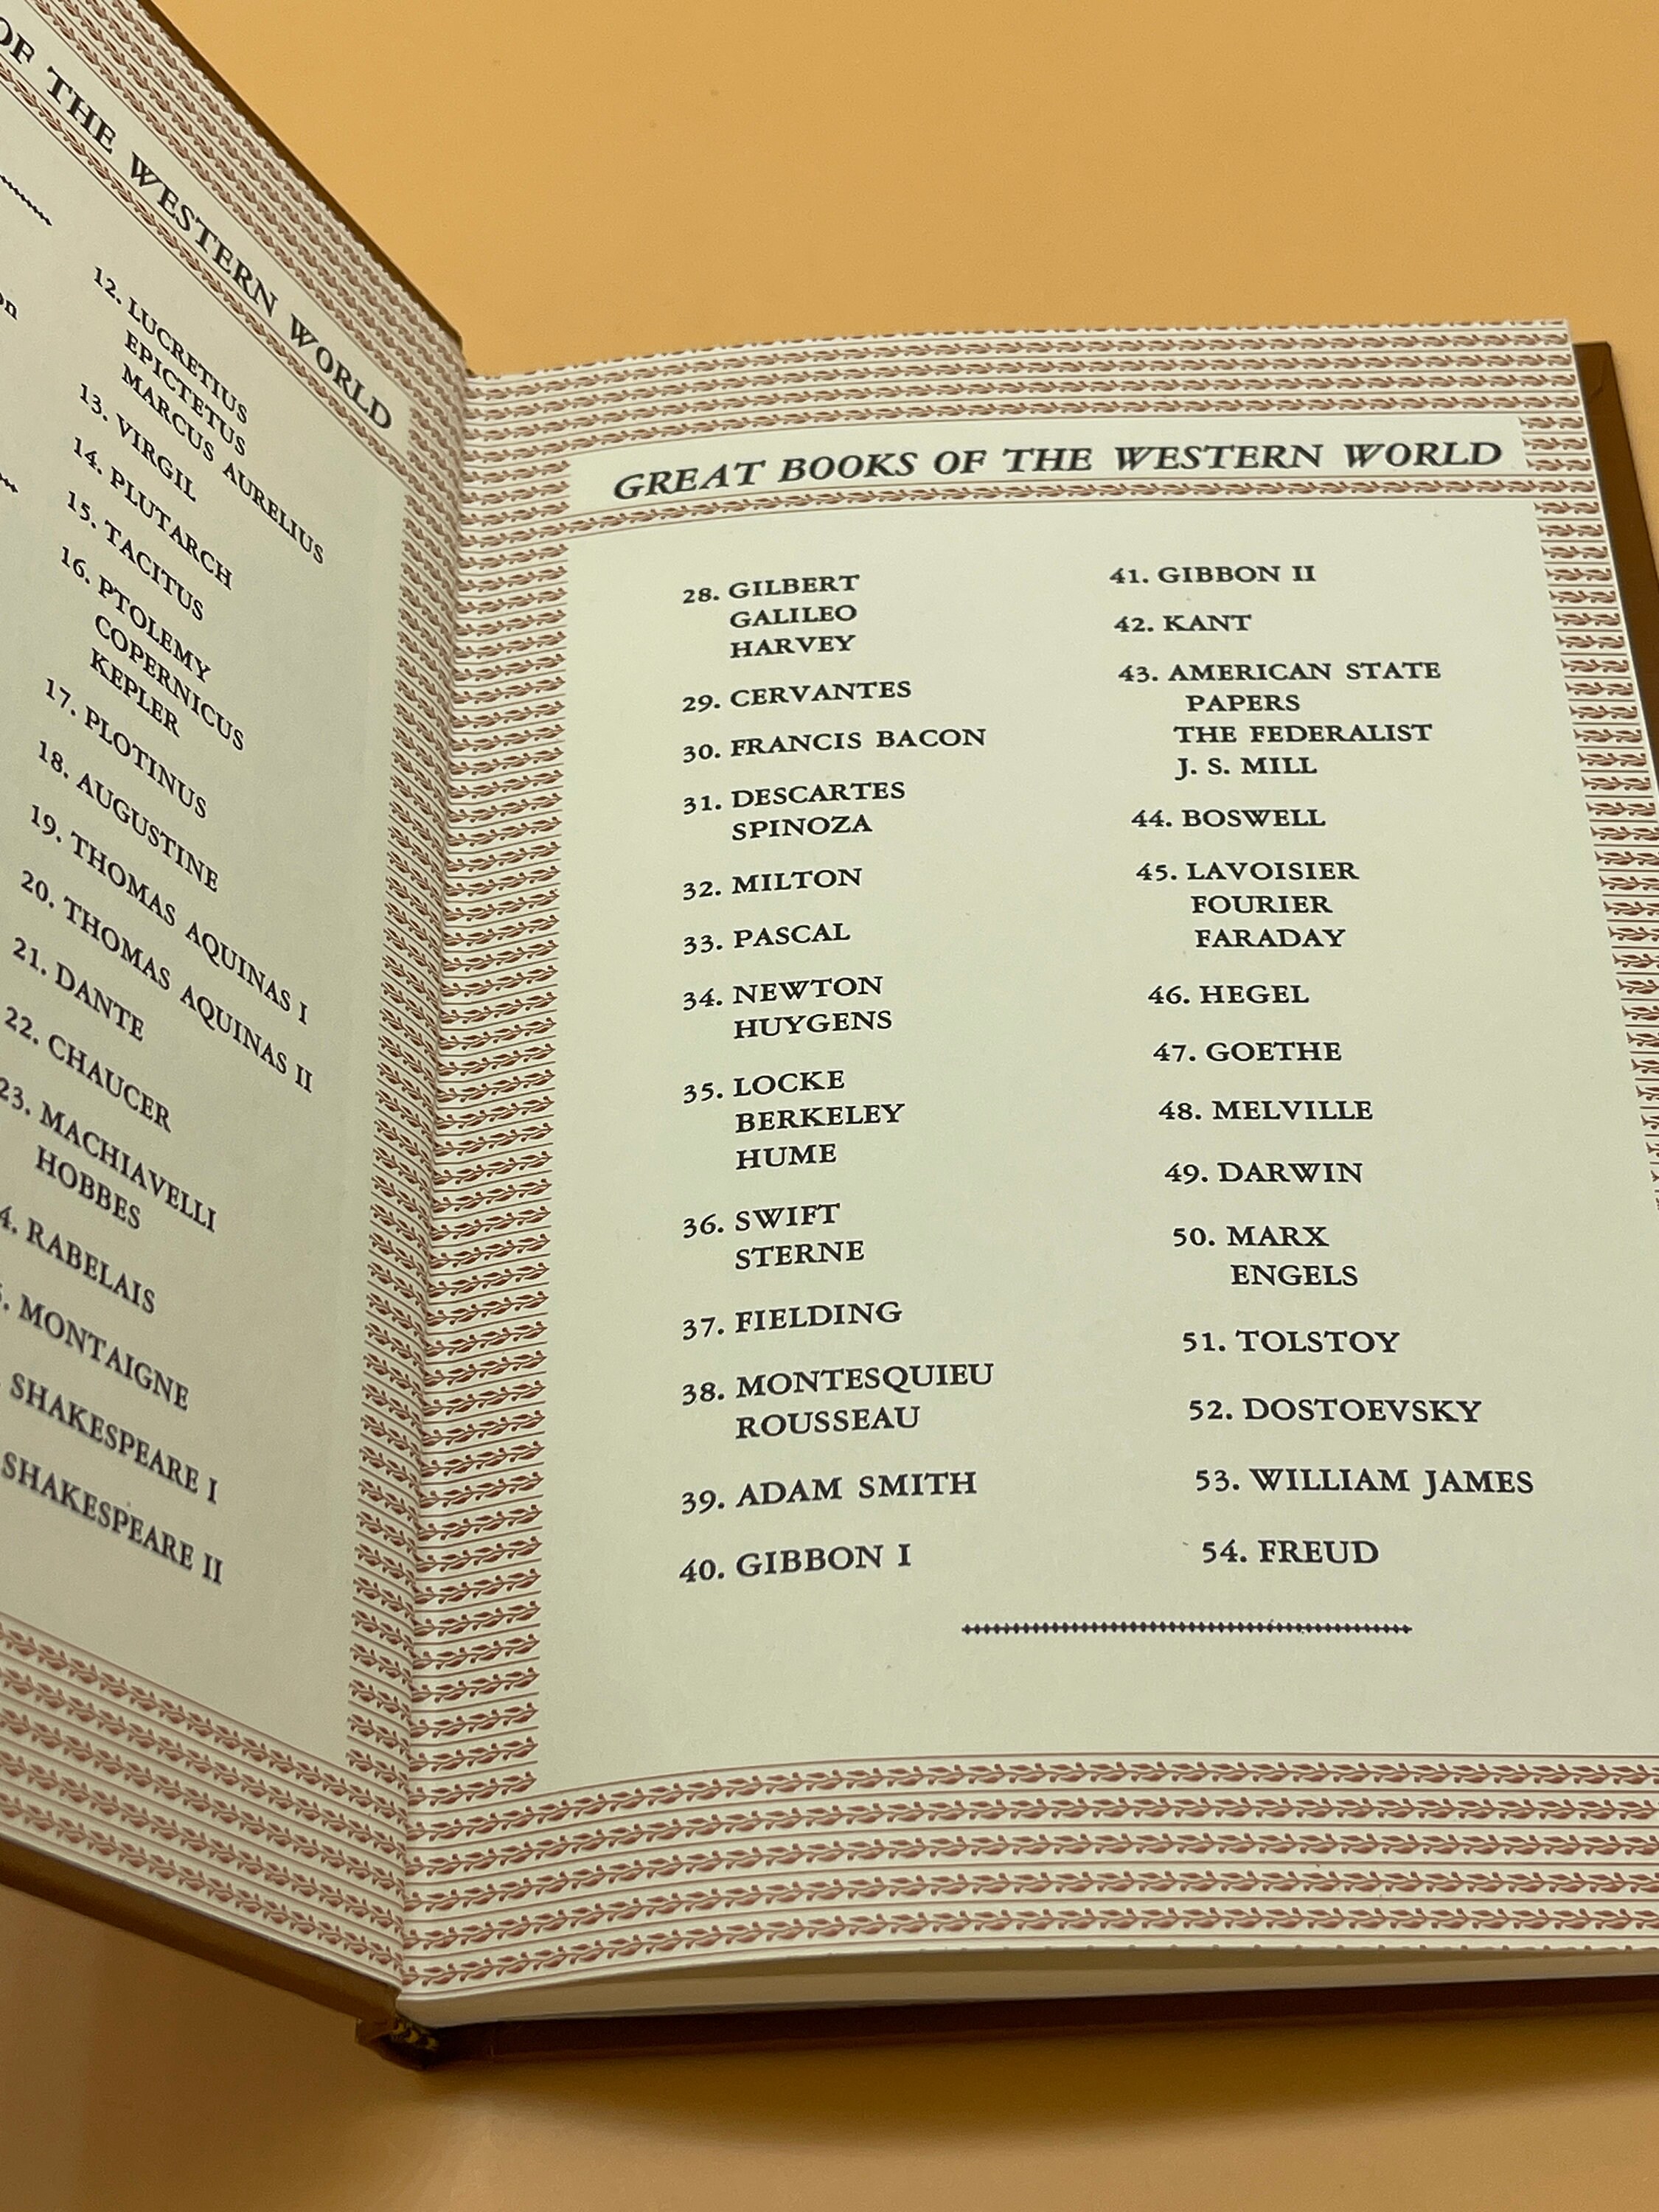 OF THE WESTERN WORLD
12. LUCRETIUS
EPICTETUS
MARCUS AURELIUS
13. VIRGIL
14. PLUTARCH
15. TACITUS
16. PTOLEMY
COPERNICUS
KEPLER
17. PLOTINUS
18. AUGUSTINE
19. THOMAS AQUINAS I
20. THOMAS AQUINAS II
21. DANTE
22. CHAUCER
23. MACHIAVELLI
HOBBES
4. RABELAIS
. MONTAIGNE
. SHAKESPEARE I
SHAKESPEARE II
GREAT BOOKS OF THE WESTERN WORLD
28. GILBERT
GALILEO
HARVEY
29. CERVANTES
30. FRANCIS BACON
31. DESCARTES
SPINOZA
32. MILTON
33. PASCAL
34. NEWTON
HUYGENS
35. LOCKE
BERKELEY
HUME
36. SWIFT
STERNE
37. FIELDING
38. MONTESQUIEU
ROUSSEAU
39. ADAM SMITH
40. GIBBON I
41. GIBBON II
42. KANT
43. AMERICAN STATE
PAPERS
THE FEDERALIST
J. S. MILL
44. BOSWELL
45. LAVOISIER
FOURIER
FARADAY
46. HEGEL
47. GOETHE
48. MELVILLE
49. DARWIN
50. MARX
ENGELS
51. TOLSTOY
52. DOSTOEVSKY
53. WILLIAM JAMES
54. FREUD